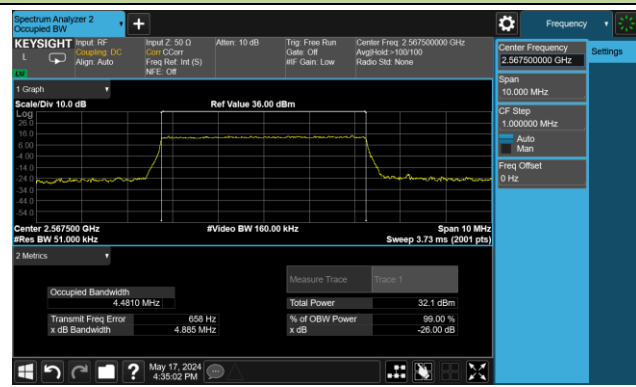 Spectrum Analyzer 2
Occupied BW
Frequency
KEYSIGHT
L
LU
Input: RF
Coupling: DC
Align: Auto
Input Z: 50 Ω
Corr CCorr
Freq Ref: Int (S)
NFE: Off
Atten: 10 dB
Trig: Free Run
Gate: Off
#IF Gain: Low
Center Freq: 2.567500000 GHz
Avg|Hold:>100/100
Radio Std: None
Center Frequency
2.567500000 GHz
Settings
Span
10.000 MHz
CF Step
1.000000 MHz
Auto
Man
Freq Offset
0 Hz
1 Graph
Scale/Div 10.0 dB
Ref Value 36.00 dBm
Log
26.0
16.0
6.00
-4.00
-14.0
-24.0
-34.0
-44.0
-54.0
Center 2.567500 GHz
#Video BW 160.00 kHz
Span 10 MHz
#Res BW 51.000 kHz
Sweep 3.73 ms (2001 pts)
2 Metrics
Measure Trace
Trace 1
Occupied Bandwidth
4.4810 MHz
Total Power
32.1 dBm
Transmit Freq Error
658 Hz
% of OBW Power
99.00 %
x dB Bandwidth
4.885 MHz
x dB
-26.00 dB
?
May 17, 2024
4:35:02 PM